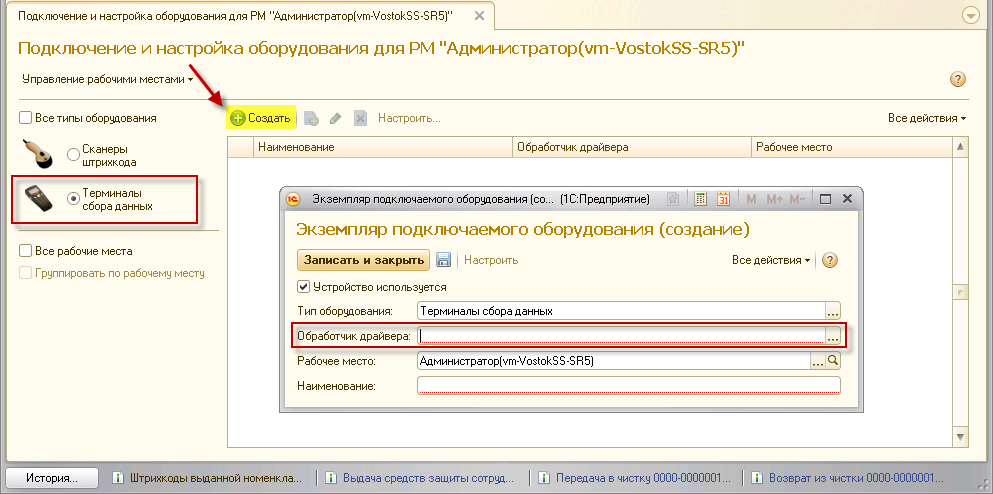 Подключение и настройка оборудования для РМ "Администратор(vm-VostokSS-SR5)"
Подключение и настройка оборудования для РМ "Администратор(vm-VostokSS-SR5)"
Управление рабочими местами
Все типы оборудования
Создать
Настроить...
Все действия
Сканеры
штрихкода
Терминалы
сбора данных
Все рабочие места
Группировать по рабочему месту
Наименование Обработчик драйвера Рабочее место
Экземпляр подключаемого оборудования (со... (1С:Предприятие)
31 M M+ M-
Экземпляр подключаемого оборудования (создание)
Записать и закрыть Настроить Все действия
Устройство используется
Тип оборудования: Терминалы сбора данных ...
Обработчик драйвера: ...
Рабочее место: Администратор(vm-VostokSS-SR5) ...
Наименование:
История... Штрихкоды выданной номенкла... Выдача средств защиты сотруд... Передача в чистку 0000-0000001... Возврат из чистки 0000-0000001...